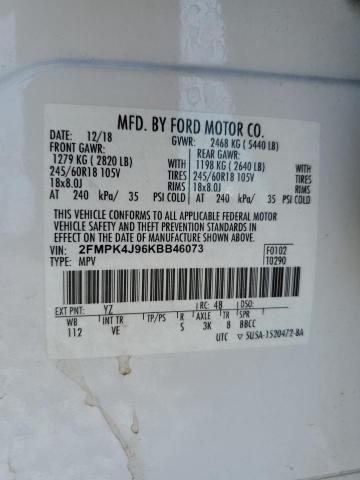 MFD. BY FORD MOTOR CO.
DATE: 12/18 GVWR: 2468 KG ( 5440 LB)
FRONT GAWR: REAR GAWR:
1279 KG ( 2820 LB) 1198 KG ( 2640 LB)
245/60R18 105V TIRES 245/60R18 105V TIRES
18x8.0J RIMS 18x8.0J RIMS
AT 240 kPa/ 35 PSI COLD AT 240 kPa/ 35 PSI COLD
THIS VEHICLE CONFORMS TO ALL APPLICABLE FEDERAL MOTOR
VEHICLE SAFETY, BUMPER, AND THEFT PREVENTION STANDARDS
IN EFFECT ON THE DATE OF MANUFACTURE SHOWN ABOVE.
VIN: 2FMPK4J96KBB46073 F0102
TYPE: MPV T0290
EXT PNT: YZ RC: 48 DSO:
WB INT TR TP/PS R AXLE TR SPR
112 VE S 3K 8 BBCC
UTC ▽ 5U5A-1520472-BA